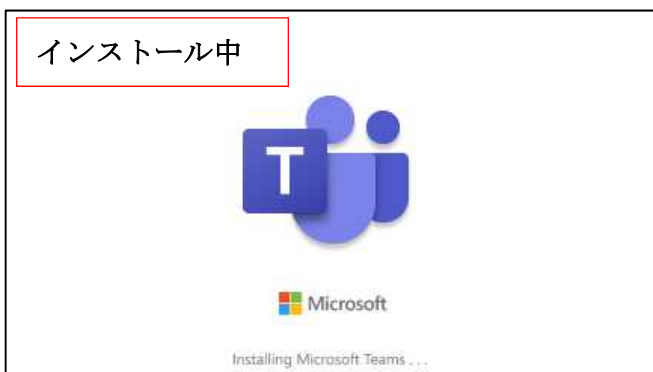 インストール中
T
Microsoft
Installing Microsoft Teams . . .